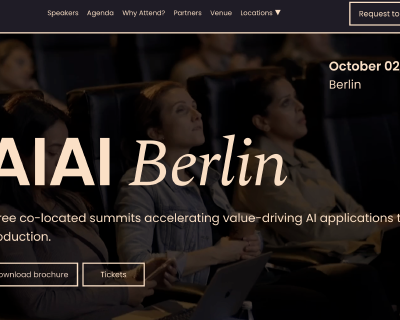 Speakers Agenda Why Attend? Partners Venue Locations ▼ Request to
October 02
Berlin
AIAI Berlin
ree co-located summits accelerating value-driving AI applications t
oduction.
ownload brochure Tickets